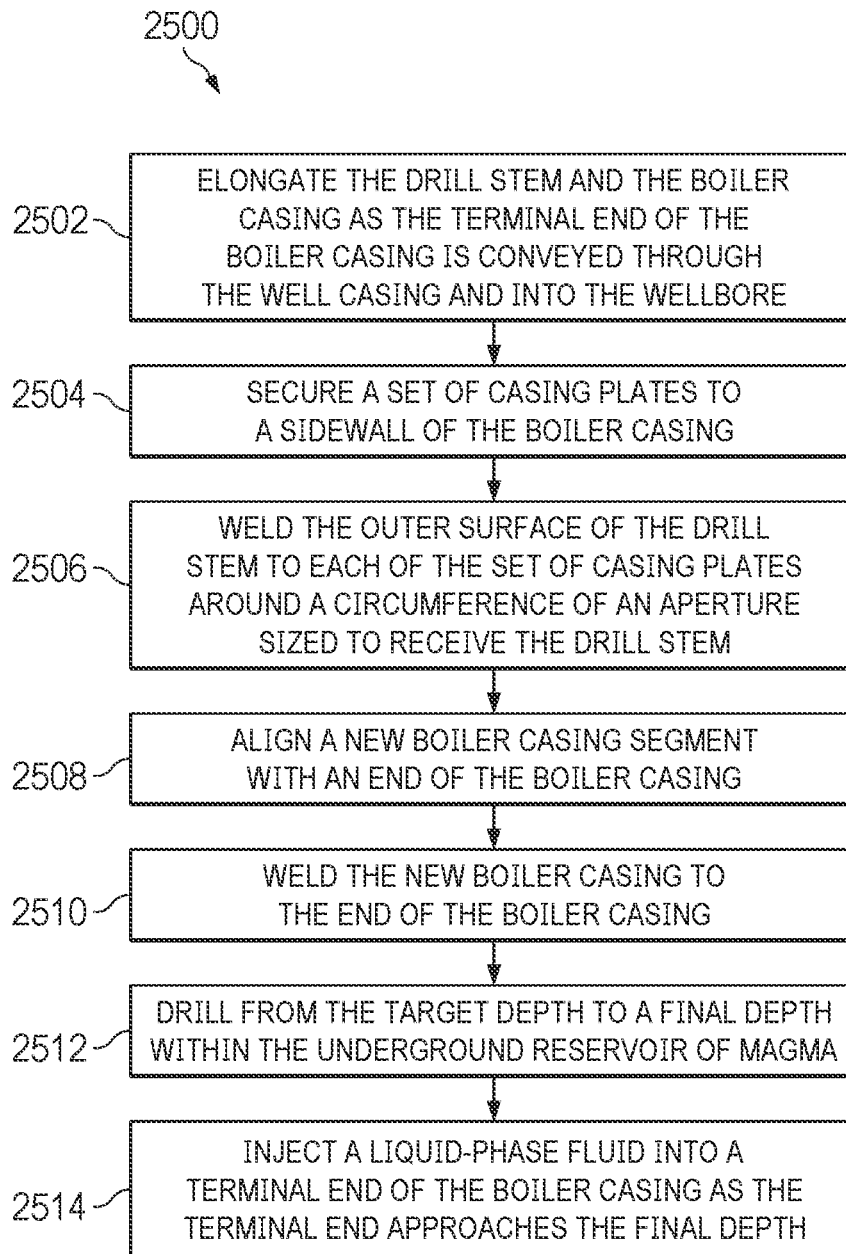 2500
2502
ELONGATE THE DRILL STEM AND THE BOILER
CASING AS THE TERMINAL END OF THE
BOILER CASING IS CONVEYED THROUGH
THE WELL CASING AND INTO THE WELLBORE
2504
SECURE A SET OF CASING PLATES TO
A SIDEWALL OF THE BOILER CASING
2506
WELD THE OUTER SURFACE OF THE DRILL
STEM TO EACH OF THE SET OF CASING PLATES
AROUND A CIRCUMFERENCE OF AN APERTURE
SIZED TO RECEIVE THE DRILL STEM
2508
ALIGN A NEW BOILER CASING SEGMENT
WITH AN END OF THE BOILER CASING
2510
WELD THE NEW BOILER CASING TO
THE END OF THE BOILER CASING
2512
DRILL FROM THE TARGET DEPTH TO A FINAL DEPTH
WITHIN THE UNDERGROUND RESERVOIR OF MAGMA
2514
INJECT A LIQUID-PHASE FLUID INTO A
TERMINAL END OF THE BOILER CASING AS THE
TERMINAL END APPROACHES THE FINAL DEPTH